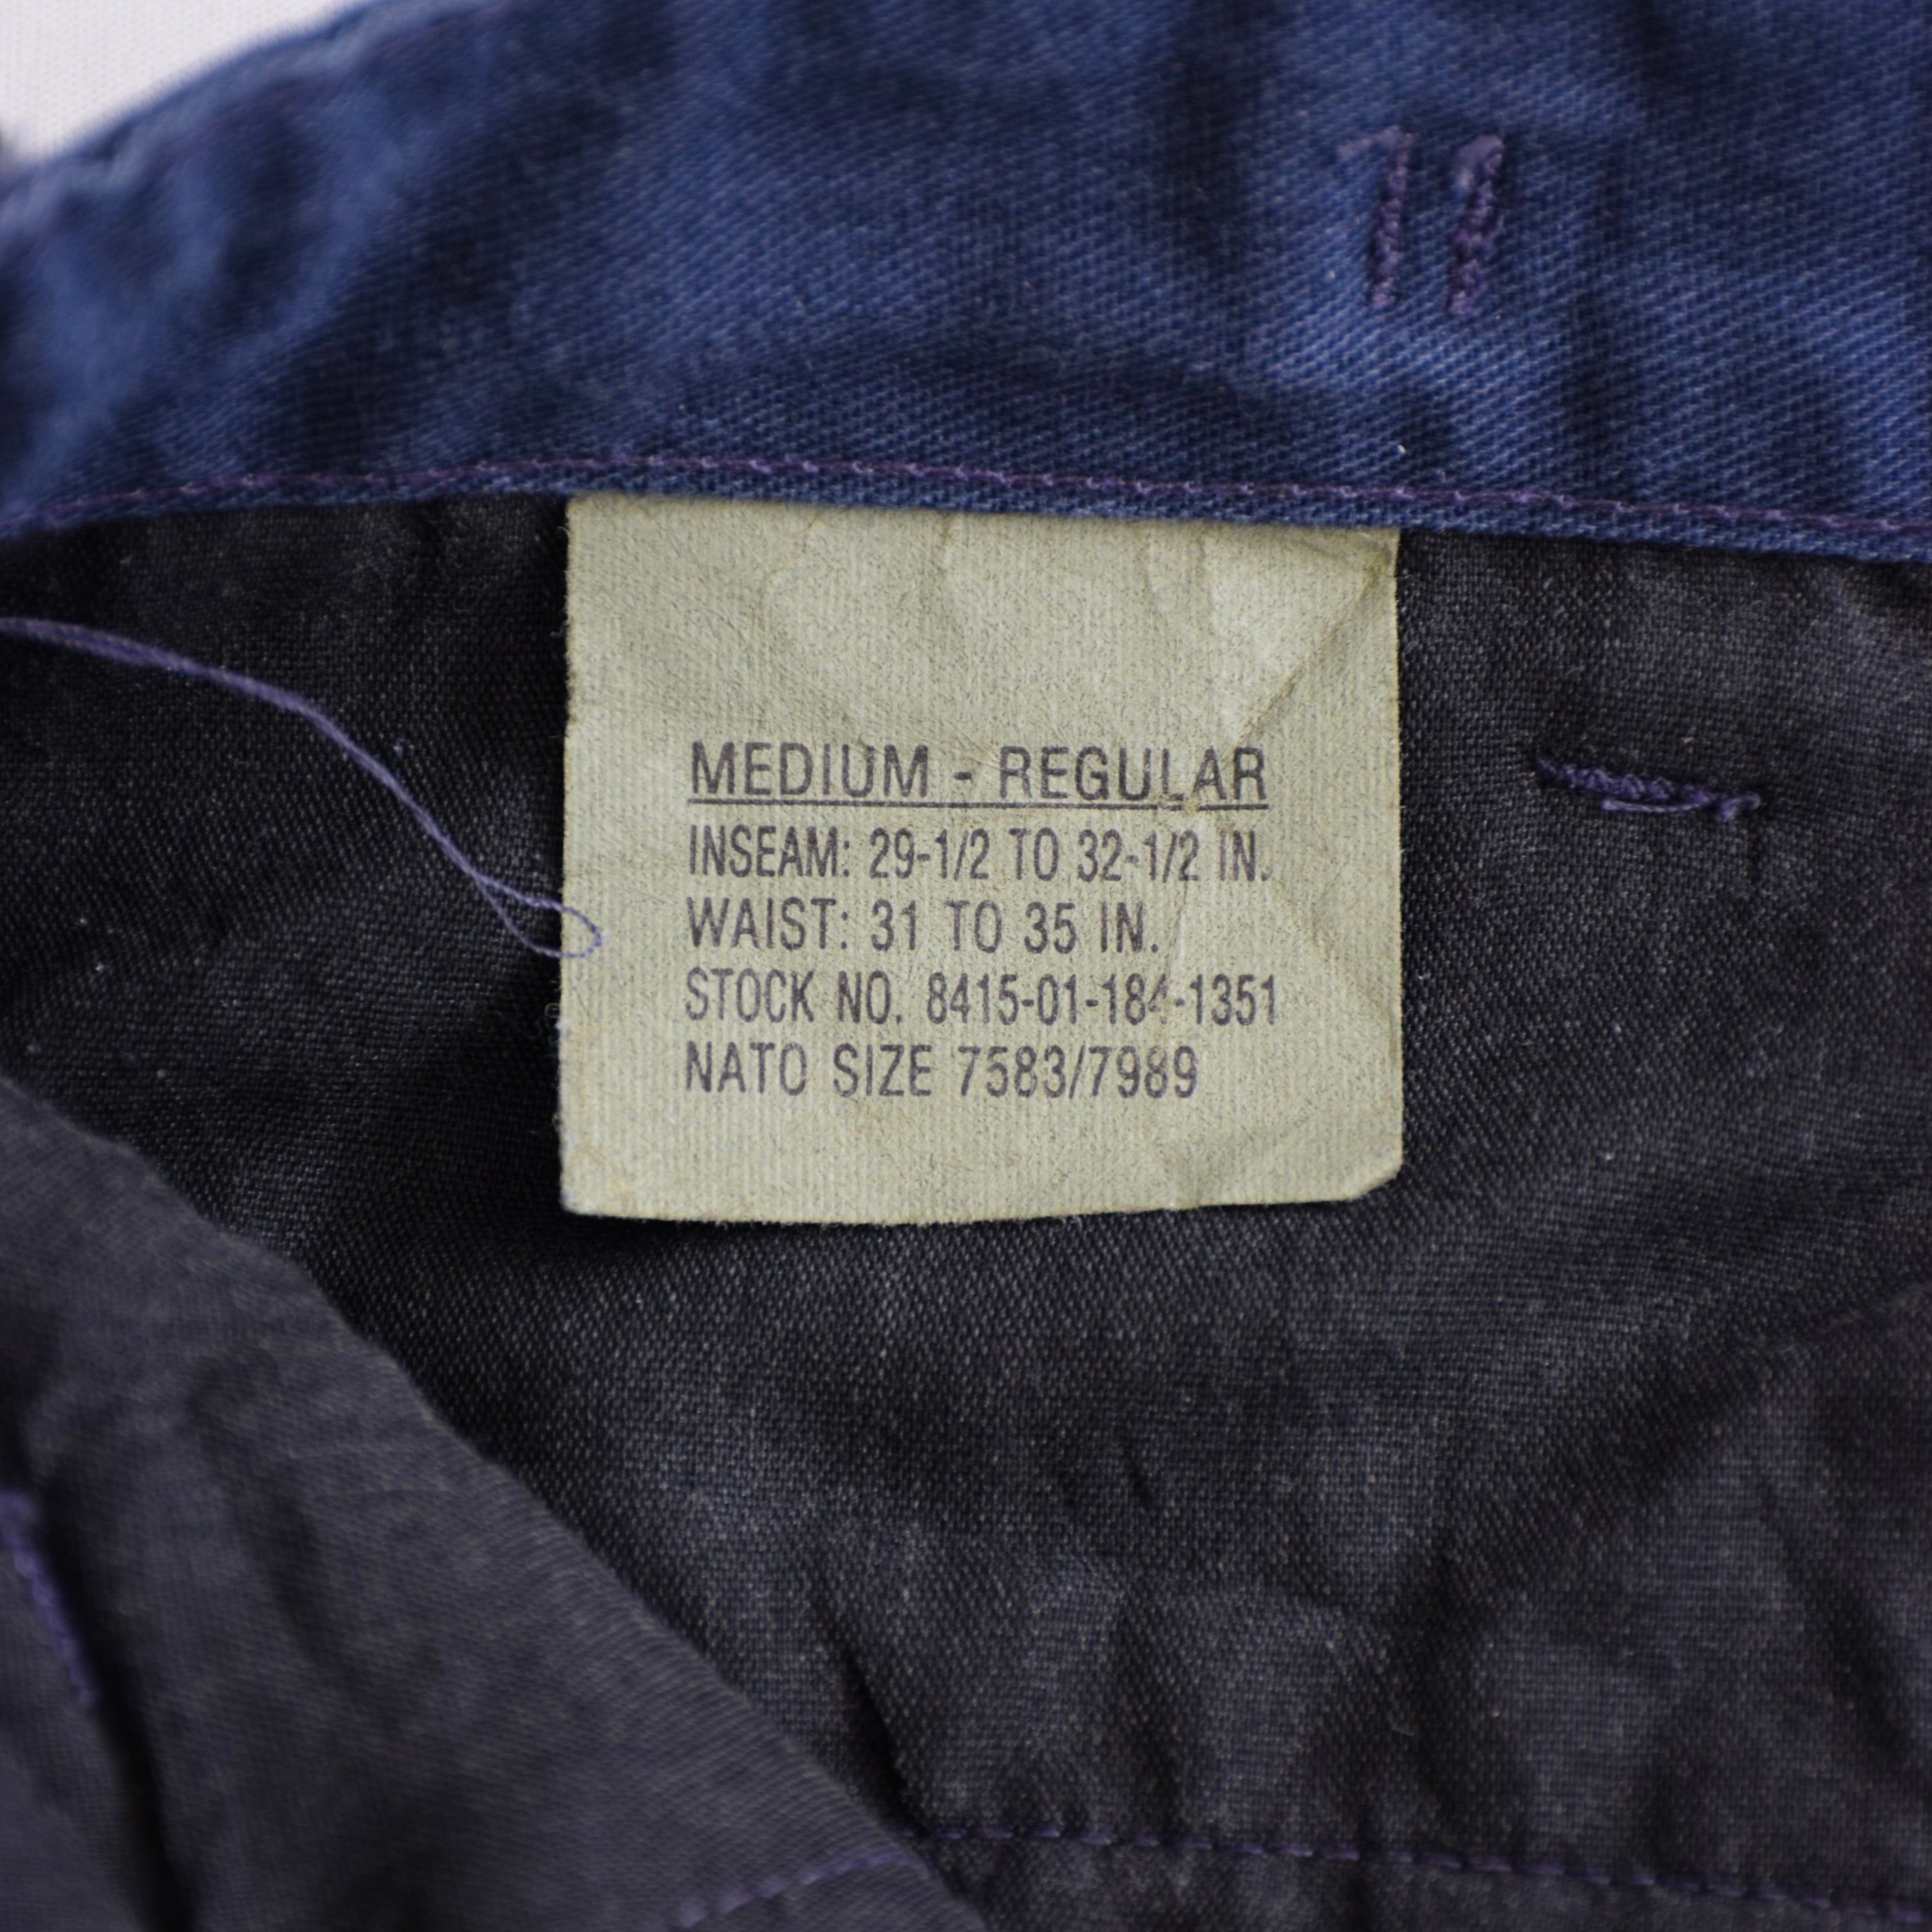 MEDIUM - REGULAR
INSEAM: 29-1/2 TO 32-1/2 IN.
WAIST: 31 TO 35 IN.
STOCK NO. 8415-01-184-1351
NATO SIZE 7583/7989